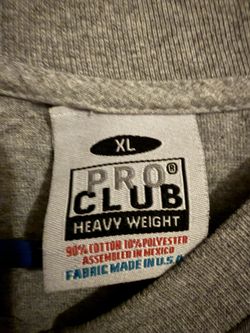 XL
PRO®
CLUB
HEAVY WEIGHT
90% COTTON 10% POLYESTER
ASSEMBLED IN MEXICO
FABRIC MADE IN U.S.A